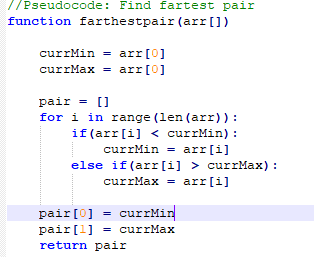 //Pseudocode: Find fartest pair
function farthestpair(arr[])
currMin = arr[0]
currMax = arr[0]
pair = []
for i in range(len(arr)):
if(arr[i] < currMin):
currMin = arr[i]
else if(arr[i] > currMax):
currMax = arr[i]
pair[0] = currMin
pair[1] = currMax
return pair